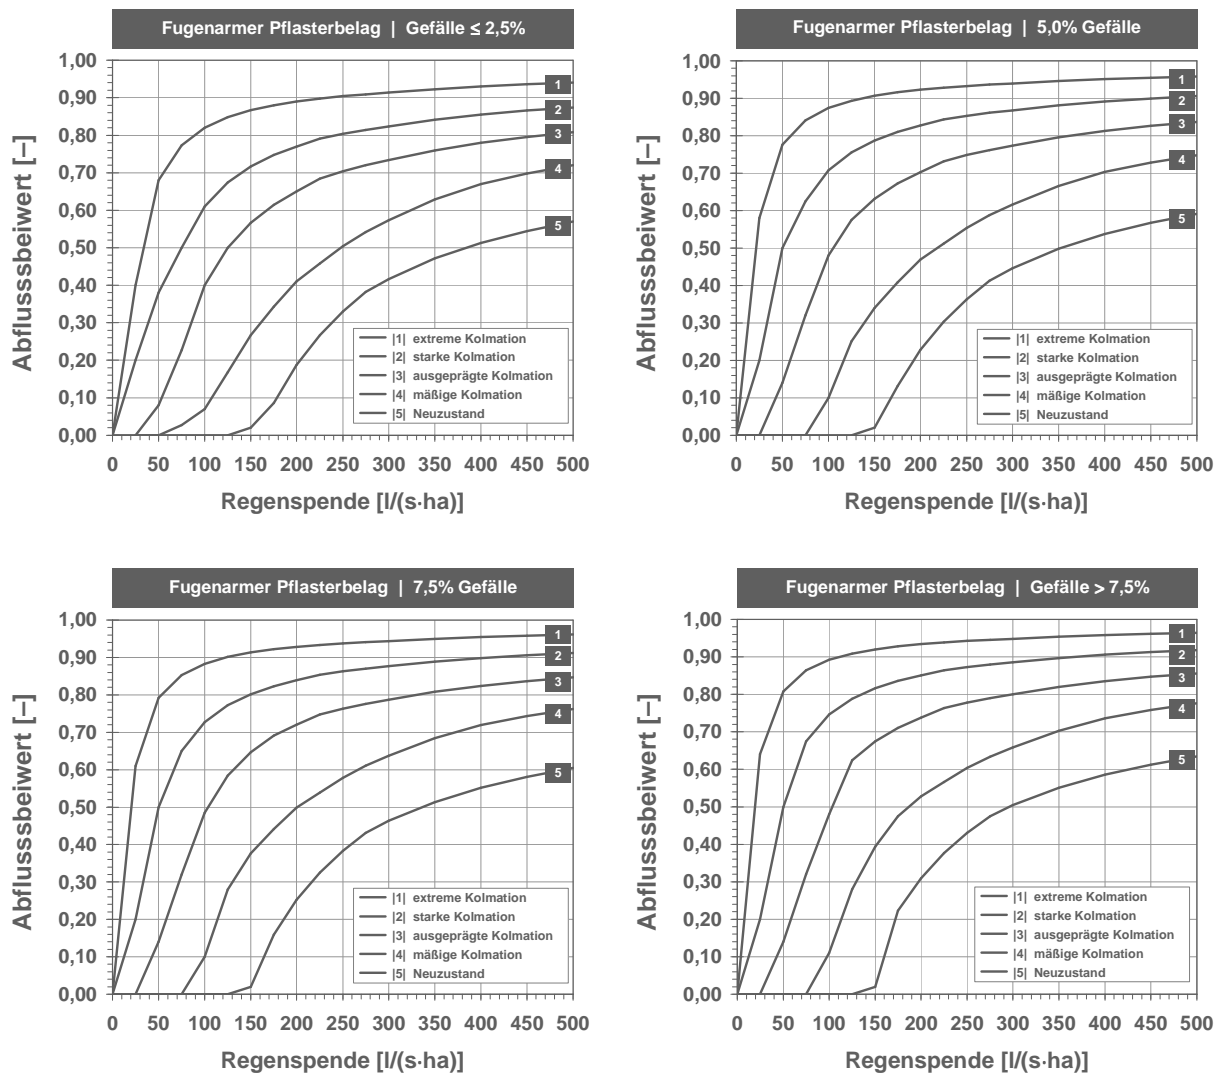 Fugenarmer Pflasterbelag | Gefälle ≤ 2,5%
1,00
0,90
0,80
0,70
0,60
0,50
0,40
0,30
0,20
0,10
0,00
Abflusssbeiwert [–]
1
2
3
4
5
|1| extreme Kolmation
|2| starke Kolmation
|3| ausgeprägte Kolmation
|4| mäßige Kolmation
|5| Neuzustand
0 50 100 150 200 250 300 350 400 450 500
Regenspende [l/(s·ha)]
Fugenarmer Pflasterbelag | 5,0% Gefälle
1,00
0,90
0,80
0,70
0,60
0,50
0,40
0,30
0,20
0,10
0,00
Abflusssbeiwert [–]
1
2
3
4
5
|1| extreme Kolmation
|2| starke Kolmation
|3| ausgeprägte Kolmation
|4| mäßige Kolmation
|5| Neuzustand
0 50 100 150 200 250 300 350 400 450 500
Regenspende [l/(s·ha)]
Fugenarmer Pflasterbelag | 7,5% Gefälle
1,00
0,90
0,80
0,70
0,60
0,50
0,40
0,30
0,20
0,10
0,00
Abflusssbeiwert [–]
1
2
3
4
5
|1| extreme Kolmation
|2| starke Kolmation
|3| ausgeprägte Kolmation
|4| mäßige Kolmation
|5| Neuzustand
0 50 100 150 200 250 300 350 400 450 500
Regenspende [l/(s·ha)]
Fugenarmer Pflasterbelag | Gefälle > 7,5%
1,00
0,90
0,80
0,70
0,60
0,50
0,40
0,30
0,20
0,10
0,00
Abflusssbeiwert [–]
1
2
3
4
5
|1| extreme Kolmation
|2| starke Kolmation
|3| ausgeprägte Kolmation
|4| mäßige Kolmation
|5| Neuzustand
0 50 100 150 200 250 300 350 400 450 500
Regenspende [l/(s·ha)]